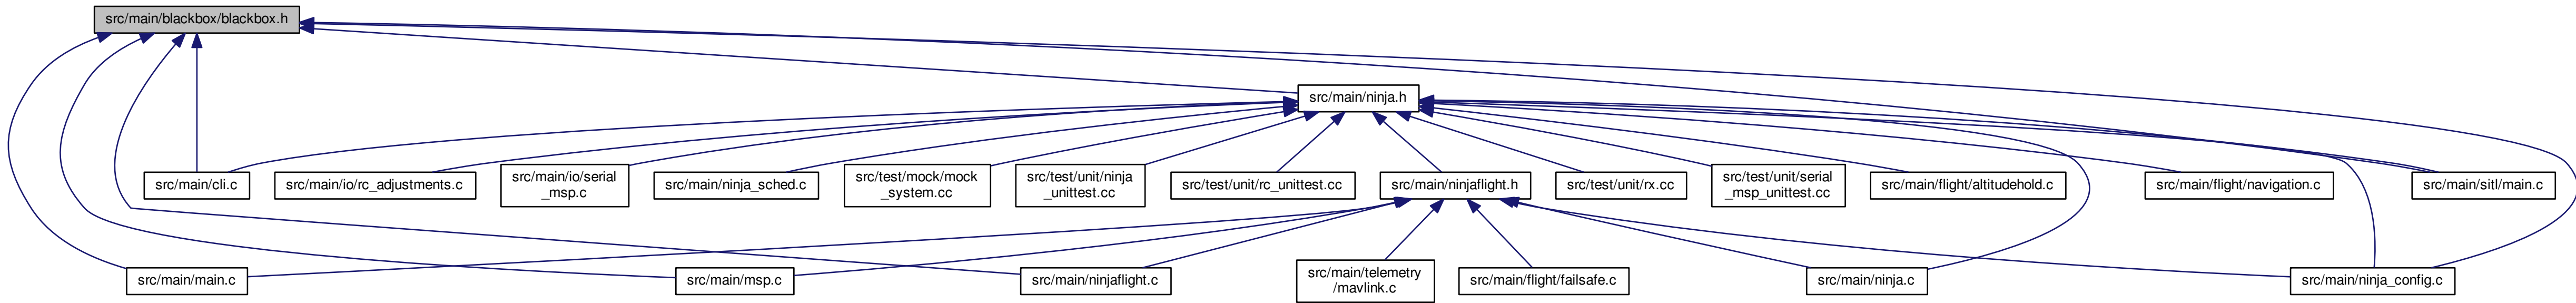 src/main/blackbox/blackbox.h
src/main/ninja.h
src/main/cli.c
src/main/io/rc_adjustments.c
src/main/io/serial
_msp.c
src/main/ninja_sched.c
src/test/mock/mock
_system.cc
src/test/unit/ninja
_unittest.cc
src/test/unit/rc_unittest.cc
src/main/ninjaflight.h
src/test/unit/rx.cc
src/test/unit/serial
_msp_unittest.cc
src/main/flight/altitudehold.c
src/main/flight/navigation.c
src/main/sitl/main.c
src/main/main.c
src/main/msp.c
src/main/ninjaflight.c
src/main/telemetry
/mavlink.c
src/main/flight/failsafe.c
src/main/ninja.c
src/main/ninja_config.c